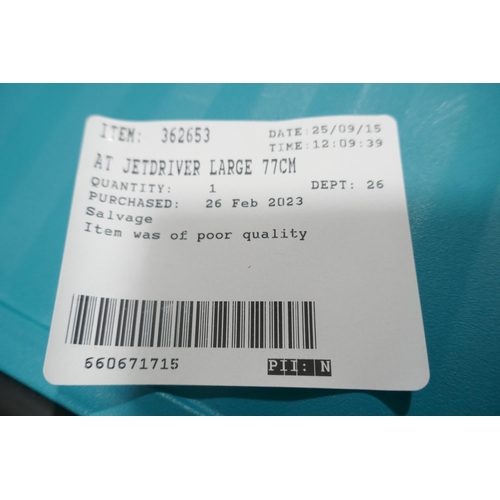 ITEM: 362653 DATE:25/09/15
TIME:12:09:39
AT JETDRIVER LARGE 77CM
QUANTITY: 1 DEPT: 26
PURCHASED: 26 Feb 2023
Salvage
Item was of poor quality
660671715 PII: N